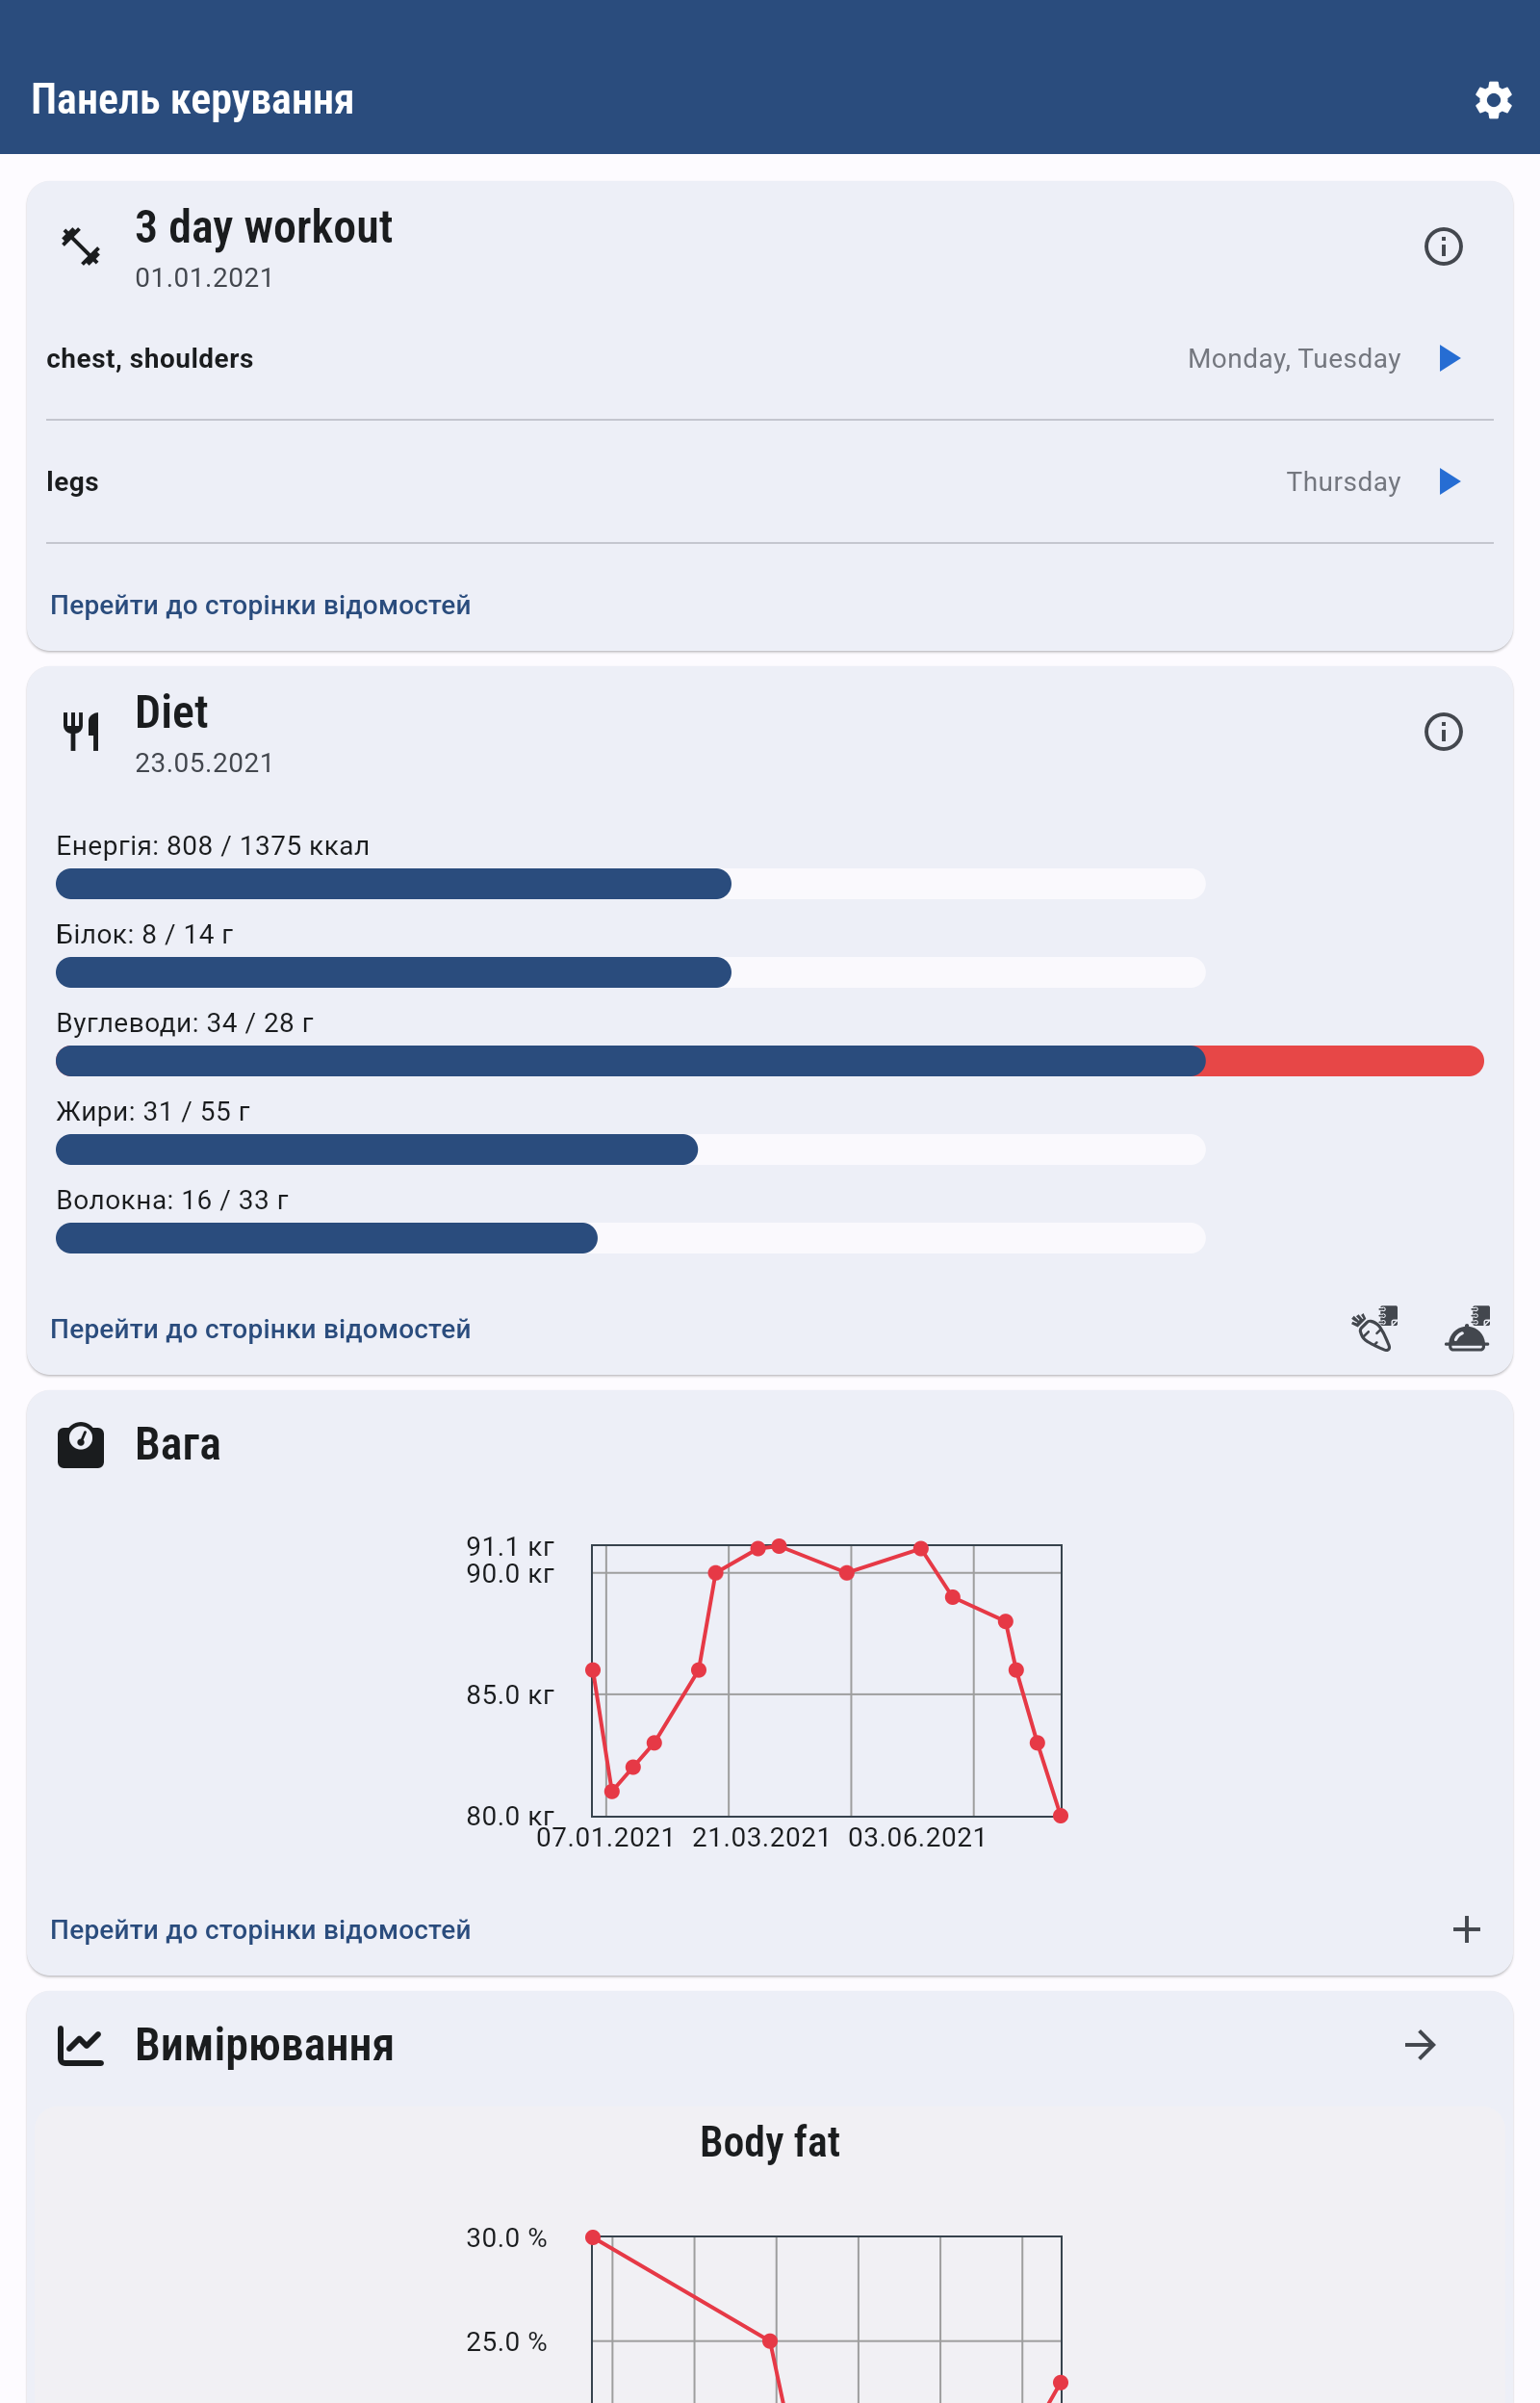 Панель керування
3 day workout
01.01.2021
chest, shoulders
Monday, Tuesday
legs
Thursday
Перейти до сторінки відомостей
Diet
23.05.2021
Енергія: 808 / 1375 ккал
Білок: 8 / 14 г
Вуглеводи: 34 / 28 г
Жири: 31 / 55 г
Волокна: 16 / 33 г
Перейти до сторінки відомостей
Вага
91.1 кг
90.0 кг
85.0 кг
80.0 кг
07.01.2021 21.03.2021 03.06.2021
Перейти до сторінки відомостей
Вимірювання
Body fat
30.0 %
25.0 %